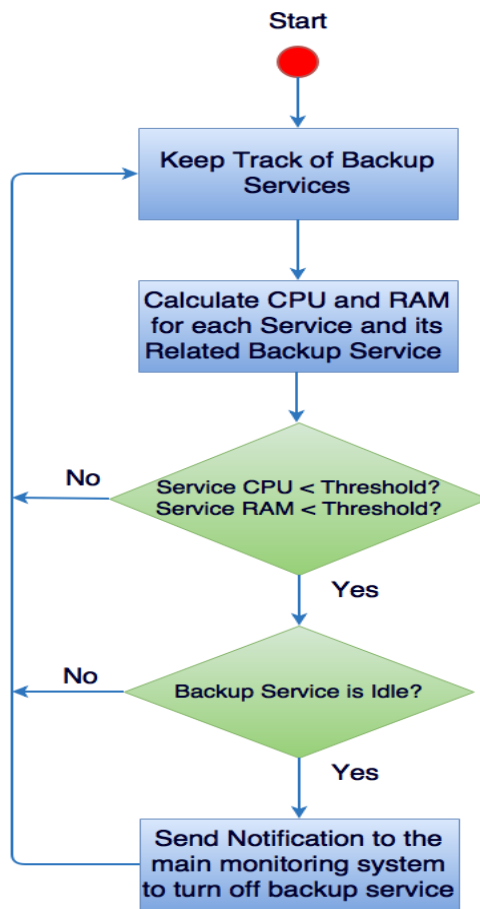 Start
Keep Track of Backup
Services
Calculate CPU and RAM
for each Service and its
Related Backup Service
No
Service CPU < Threshold?
Service RAM < Threshold?
Yes
No
Backup Service is Idle?
Yes
Send Notification to the
main monitoring system
to turn off backup service